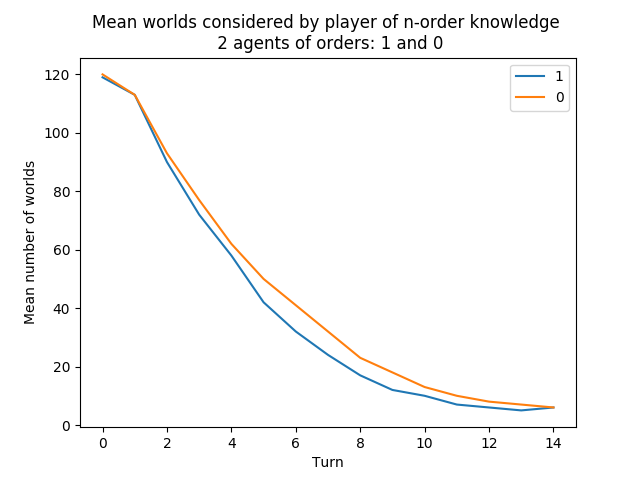 Mean worlds considered by player of n-order knowledge
2 agents of orders: 1 and 0
1
0
120
100
80
60
40
20
0
Mean number of worlds
0 2 4 6 8 10 12 14
Turn